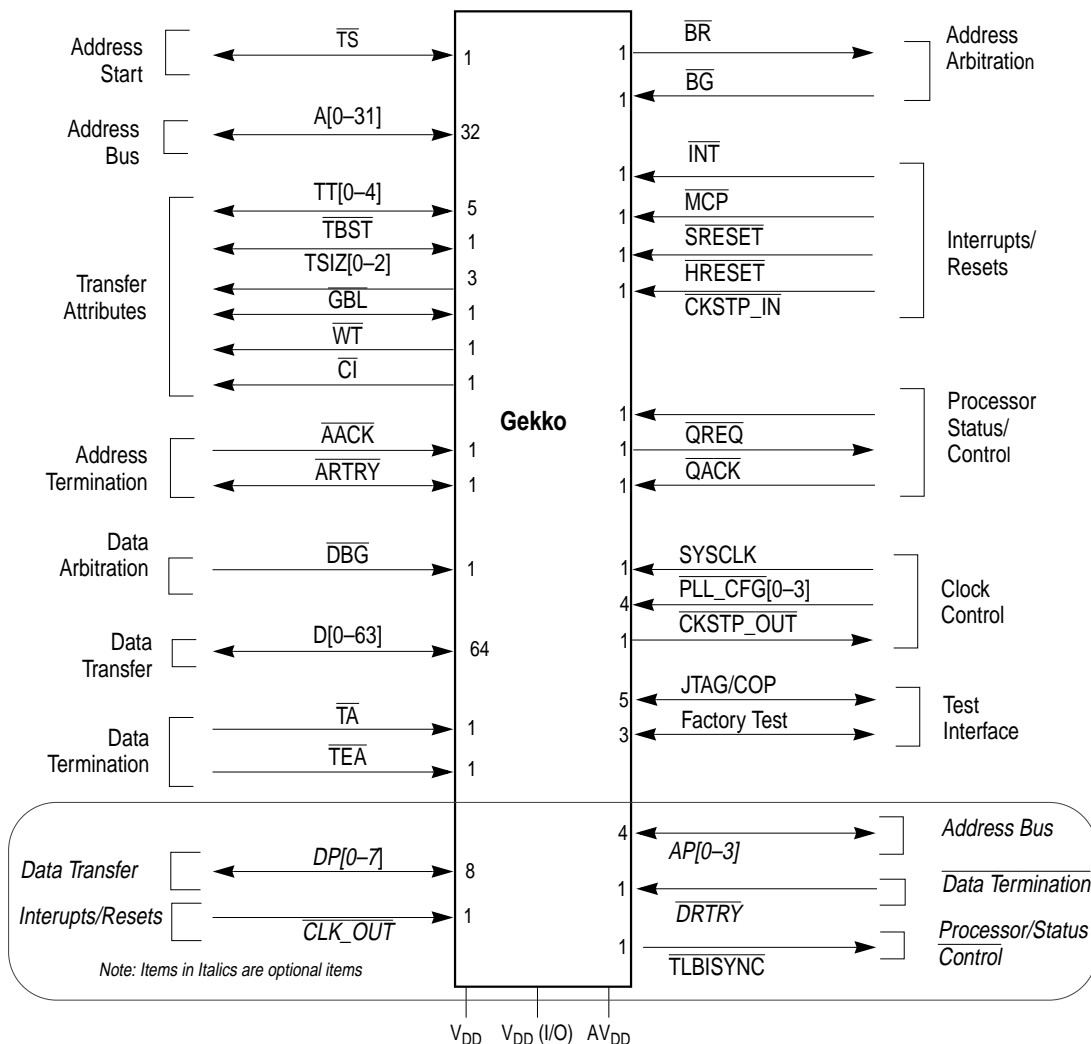 Address
Start
TS
1
Address
Bus
A[0–31]
32
Transfer
Attributes
TT[0–4]
5
TBST
1
TSIZ[0–2]
3
GBL
1
WT
1
CI
1
Address
Termination
AACK
1
ARTRY
1
Data
Arbitration
DBG
1
Data
Transfer
D[0–63]
64
Data
Termination
TA
1
TEA
1
Gekko
1
BR
1
BG
Address
Arbitration
1
INT
1
MCP
1
SRESET
1
HRESET
CKSTP_IN
Interrupts/
Resets
1
1
QREQ
1
QACK
Processor
Status/
Control
1
SYSCLK
4
PLL_CFG[0–3]
1
CKSTP_OUT
Clock
Control
5
JTAG/COP
3
Factory Test
Test
Interface
Data Transfer
DP[0–7]
8
Interupts/Resets
CLK_OUT
1
Note: Items in Italics are optional items
4
AP[0–3]
Address Bus
1
DRTRY
Data Termination
1
TLBISYNC
Processor/Status
Control
VDD VDD (I/O) AVDD